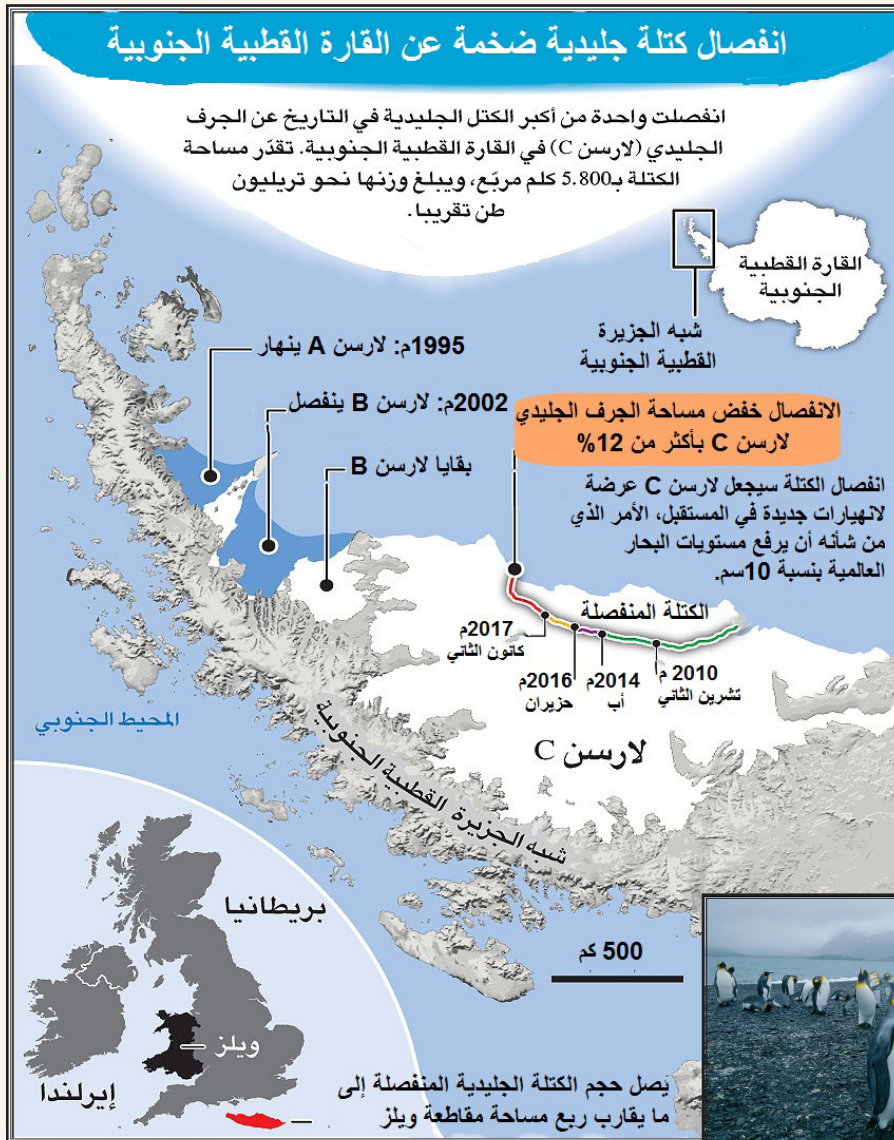 انفصال كتلة جليدية ضخمة عن القارة القطبية الجنوبية
انفصلت واحدة من أكبر الكتل الجليدية في التاريخ عن الجرف
الجليدي (لارسن C) في القارة القطبية الجنوبية. تقدّر مساحة
الكتلة بـ5.800 كلم مربّع، ويبلغ وزنها نحو تريليون
طن تقريبا.
القارة القطبية
الجنوبية
شبه الجزيرة
القطبية الجنوبية
1995م: لارسن A ينهار
2002م: لارسن B ينفصل
بقايا لارسن B
الانفصال خفض مساحة الجرف الجليدي
لارسن C بأكثر من 12%
انفصال الكتلة سيجعل لارسن C عرضة
لانهيارات جديدة في المستقبل، الأمر الذي
من شأنه أن يرفع مستويات البحار
العالمية بنسبة 10سم.
الكتلة المنفصلة
2010 م
تشرين الثاني
2014م
أب
2016م
حزيران
2017م
كانون الثاني
لارسن C
المحيط الجنوبي
شبه الجزيرة القطبية الجنوبية
500 كم
بريطانيا
ويلز
إيرلندا
يصل حجم الكتلة الجليدية المنفصلة إلى
ما يقارب ربع مساحة مقاطعة ويلز